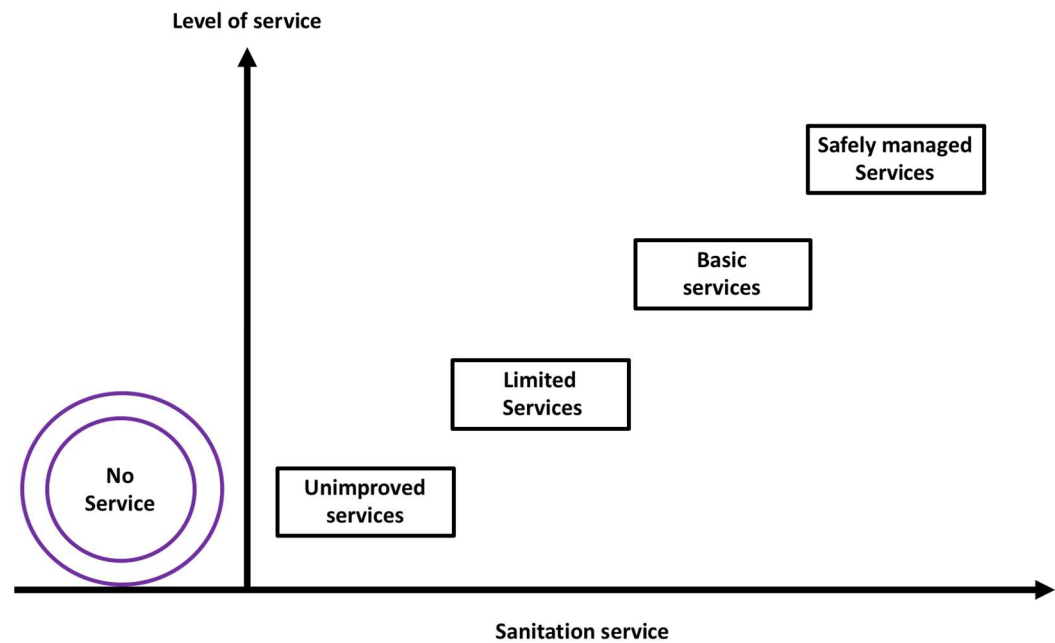 Level of service
Safely managed
Services
Basic
services
Limited
Services
No
Service
Unimproved
services
Sanitation service